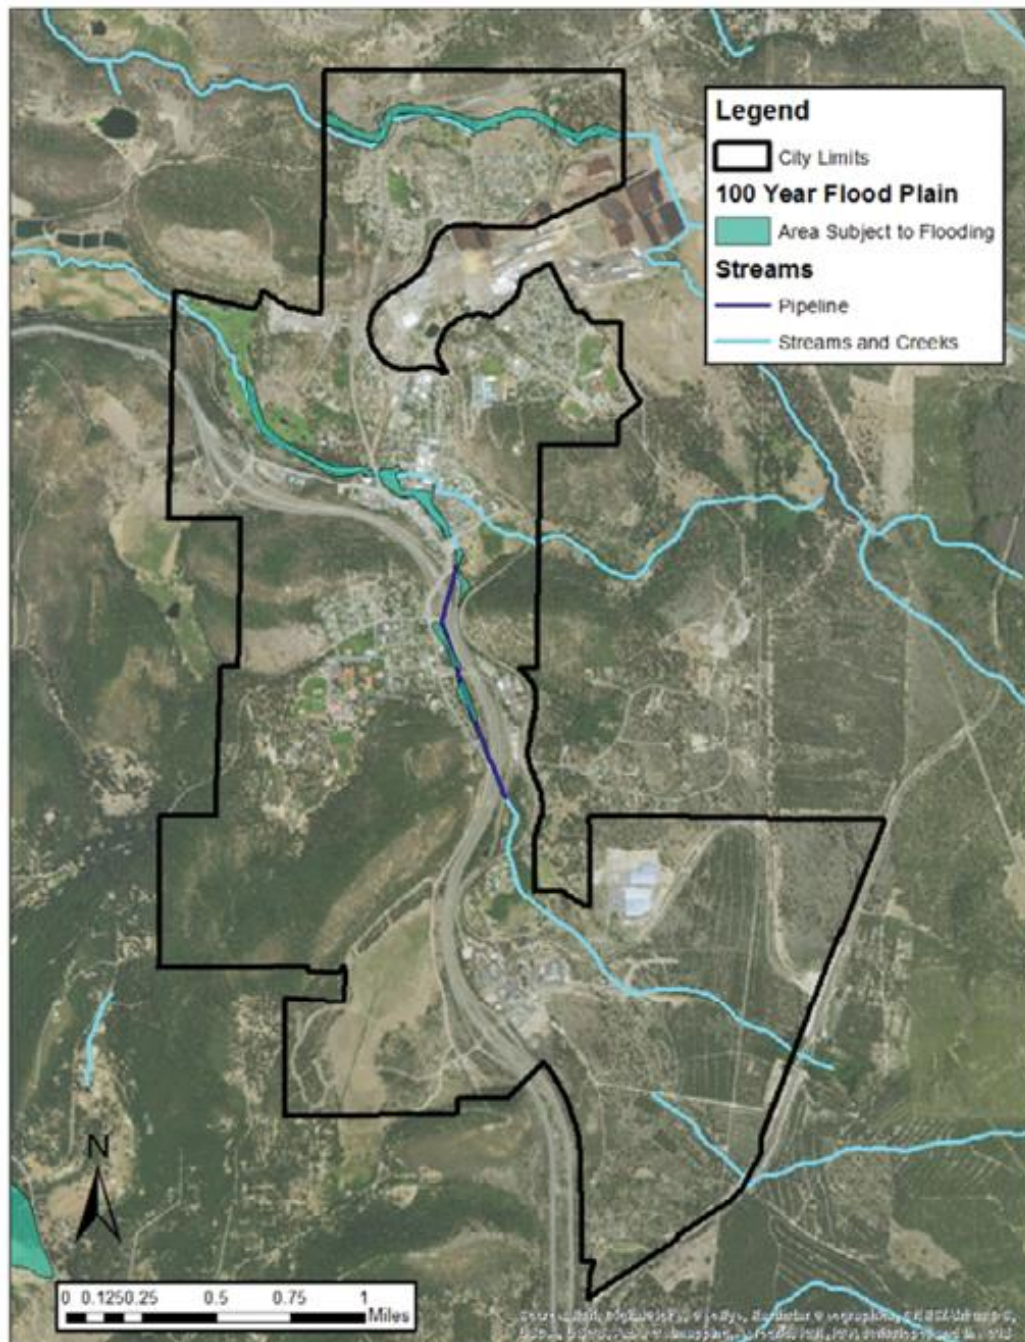 Legend
City Limits
100 Year Flood Plain
Area Subject to Flooding
Streams
Pipeline
Streams and Creeks
N
0 0.1250.25 0.5 0.75 1
Miles